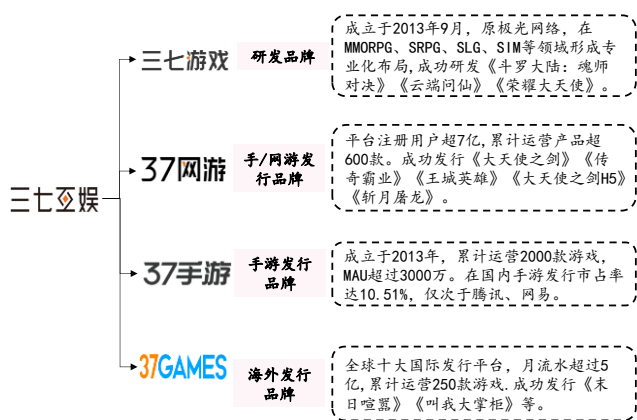 三七互娱
三七游戏
研发品牌
成立于2013年9月，原极光网络，在
MMORPG、SRPG、SLG、SIM等领域形成专
业化布局,成功研发《斗罗大陆：魂师
对决》《云端问仙》《荣耀大天使》。
37网游
手/网游发
行品牌
平台注册用户超7亿,累计运营产品超
600款。成功发行《大天使之剑》《传
奇霸业》《王城英雄》《大天使之剑H5》
《斩月屠龙》。
37手游
手游发行
品牌
成立于2013年，累计运营2000款游戏,
MAU超过3000万。在国内手游发行市占率
达10.51%，仅次于腾讯、网易。
37GAMES
海外发行
品牌
全球十大国际发行平台，月流水超过5
亿,累计运营250款游戏.成功发行《末
日喧嚣》《叫我大掌柜》等。